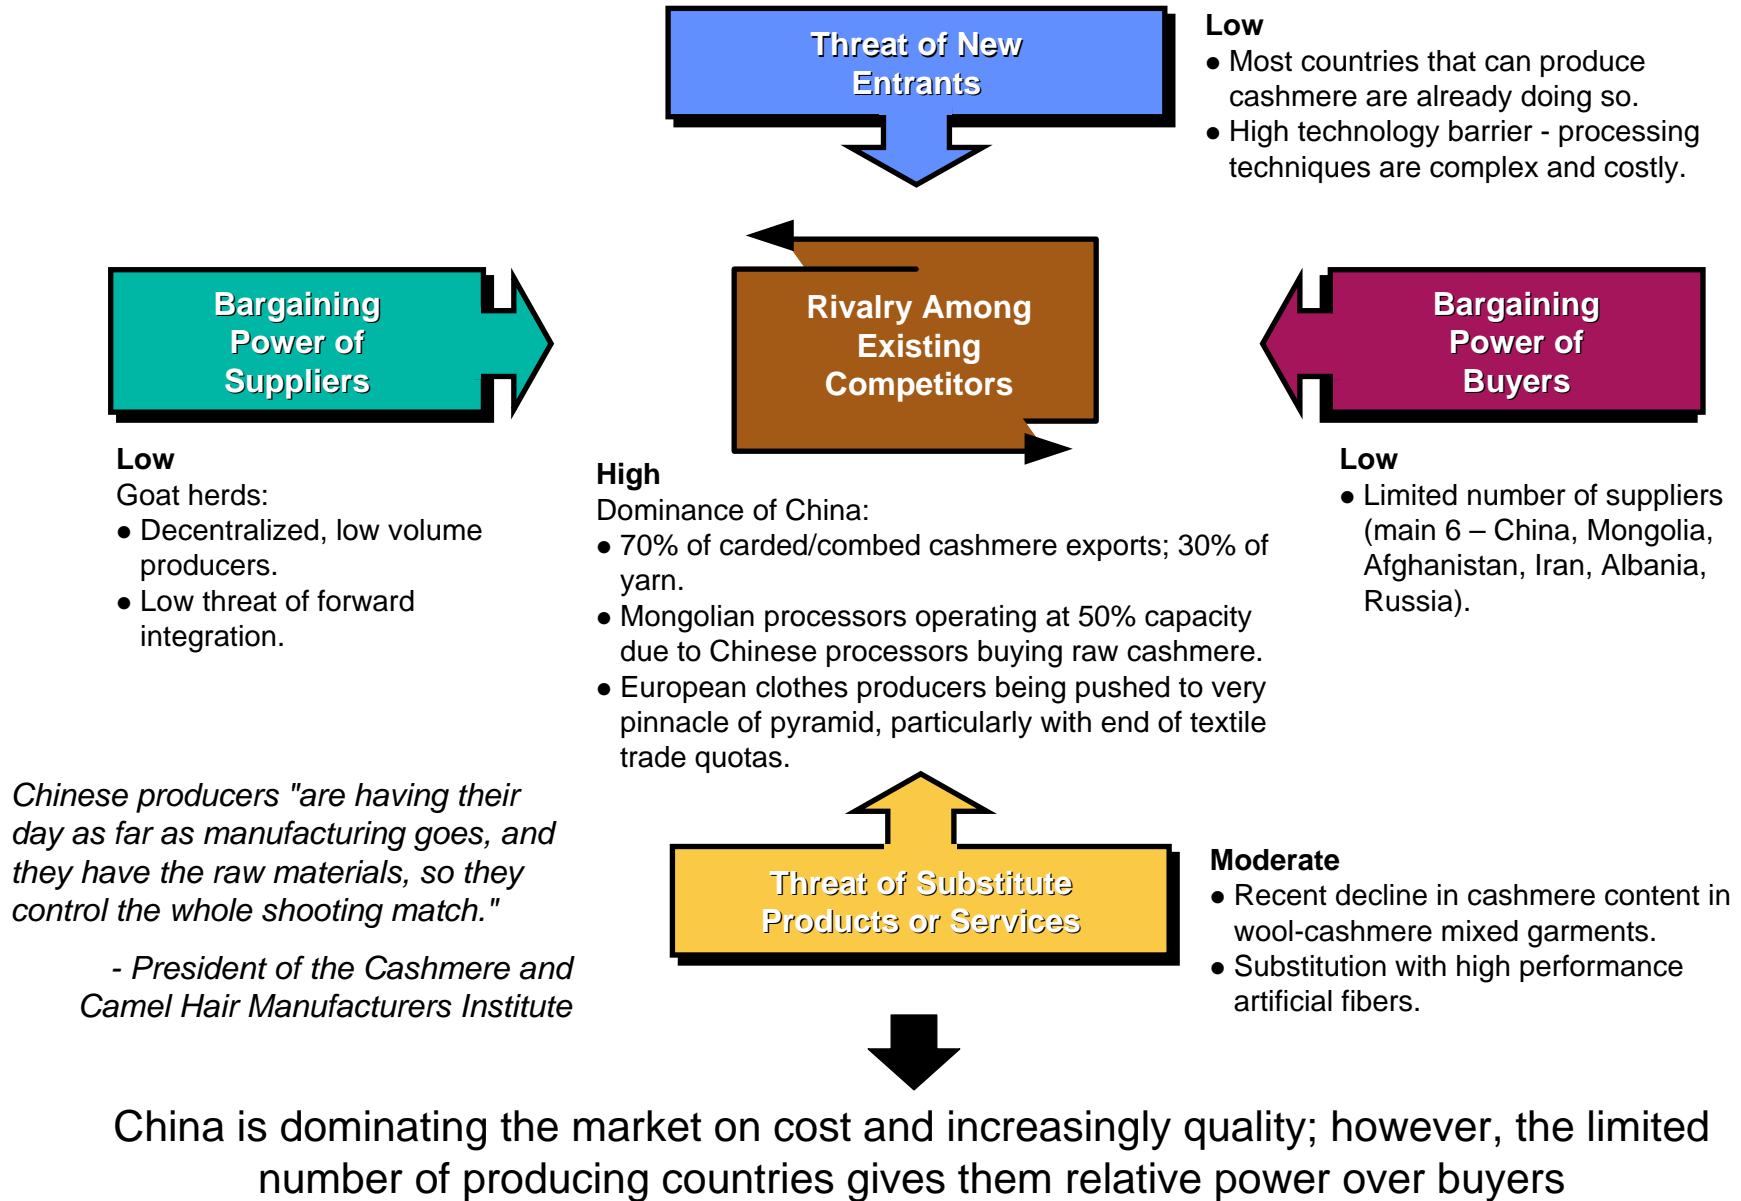 Threat of New
Entrants
Low
● Most countries that can produce
cashmere are already doing so.
● High technology barrier - processing
techniques are complex and costly.
Bargaining
Power of
Suppliers
Low
Goat herds:
● Decentralized, low volume
producers.
● Low threat of forward
integration.
Rivalry Among
Existing
Competitors
High
Dominance of China:
● 70% of carded/combed cashmere exports; 30% of
yarn.
● Mongolian processors operating at 50% capacity
due to Chinese processors buying raw cashmere.
● European clothes producers being pushed to very
pinnacle of pyramid, particularly with end of textile
trade quotas.
Bargaining
Power of
Buyers
Low
● Limited number of suppliers
(main 6 – China, Mongolia,
Afghanistan, Iran, Albania,
Russia).
Chinese producers "are having their
day as far as manufacturing goes, and
they have the raw materials, so they
control the whole shooting match."
- President of the Cashmere and
Camel Hair Manufacturers Institute
Threat of Substitute
Products or Services
Moderate
● Recent decline in cashmere content in
wool-cashmere mixed garments.
● Substitution with high performance
artificial fibers.
China is dominating the market on cost and increasingly quality; however, the limited
number of producing countries gives them relative power over buyers